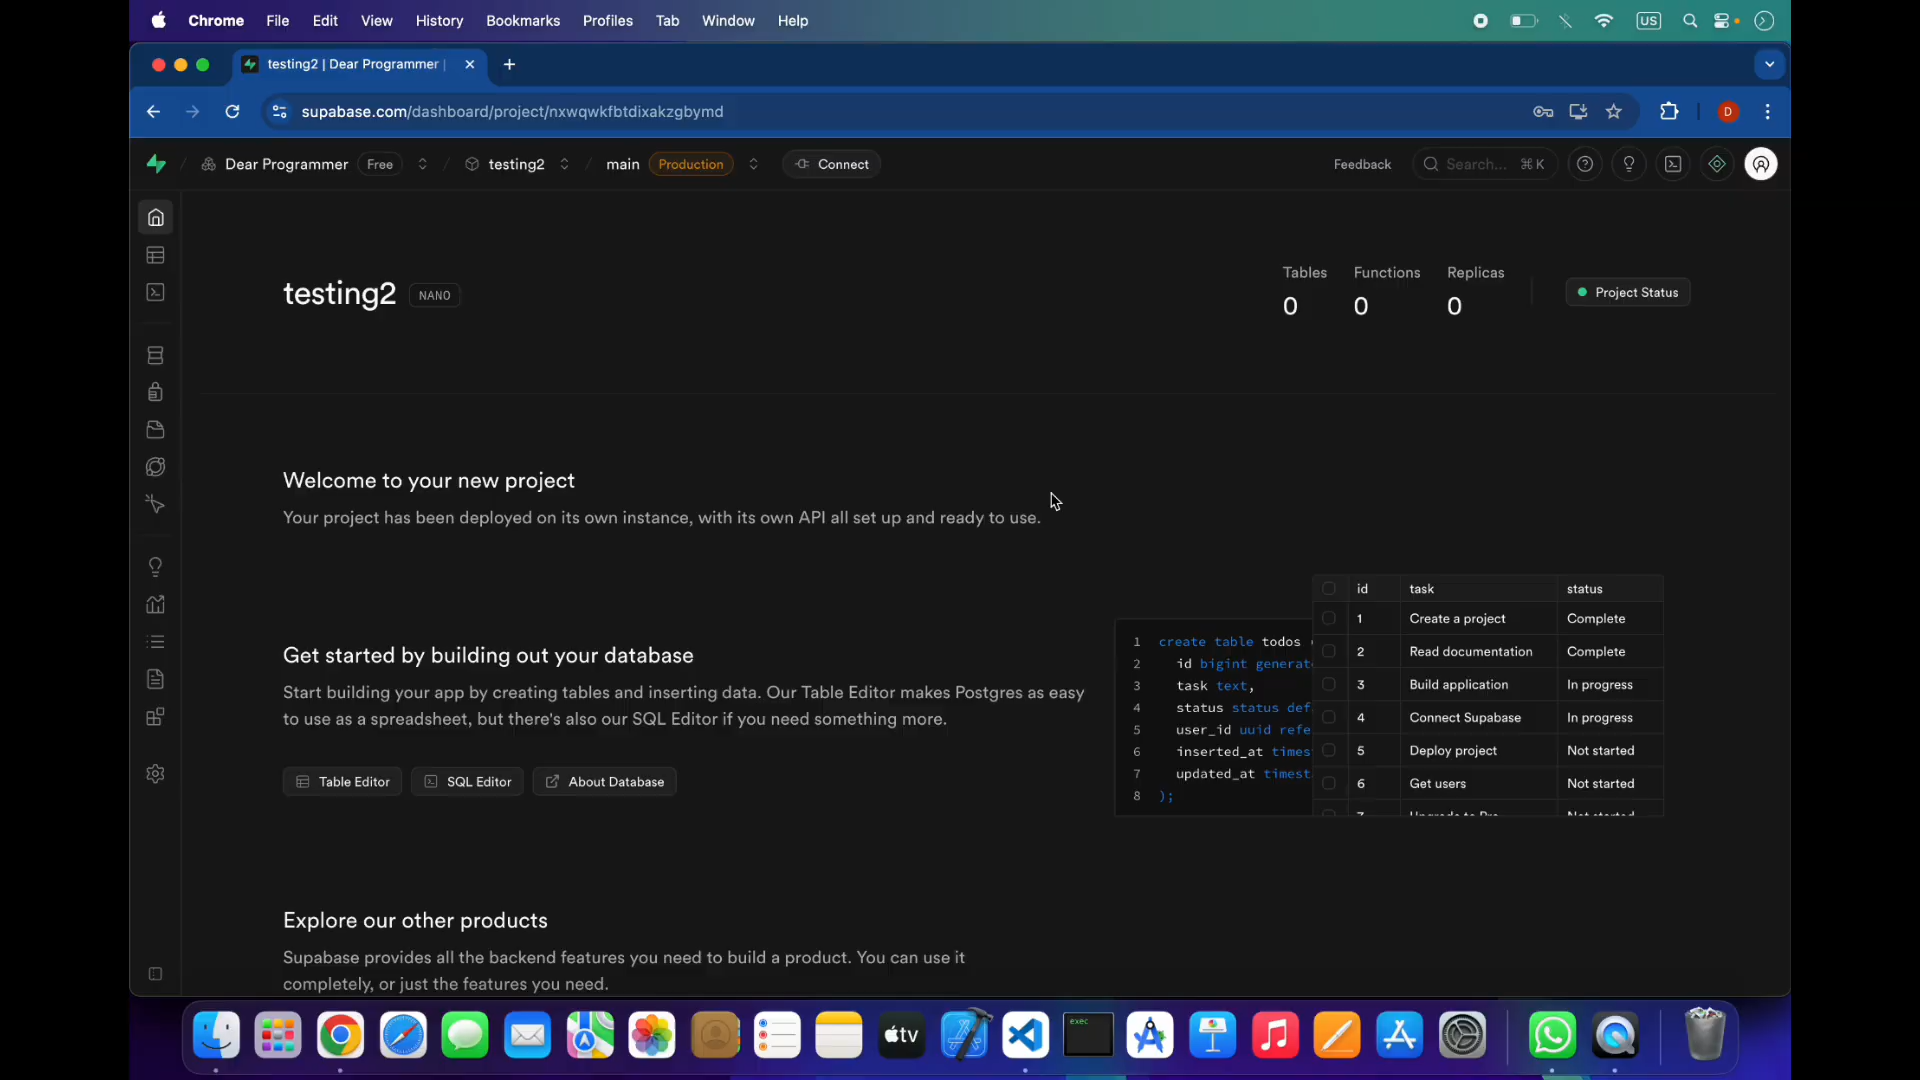 Chrome File Edit View History Bookmarks Profiles Tab Window Help US
testing2 | Dear Programmer |
supabase.com/dashboard/project/nxwqwkfbtdixakzgbymd D
Dear Programmer Free testing2 main Production Connect Feedback Search... ⌘ K
testing2 NANO
Tables Functions Replicas
0 0 0
Project Status
Welcome to your new project
Your project has been deployed on its own instance, with its own API all set up and ready to use.
Get started by building out your database
Start building your app by creating tables and inserting data. Our Table Editor makes Postgres as easy
to use as a spreadsheet, but there's also our SQL Editor if you need something more.
Table Editor SQL Editor About Database
1 create table todos
2 id bigint generat
3 task text,
4 status status def
5 user_id uuid refe
6 inserted_at times
7 updated_at timest
8 );
id task status
1 Create a project Complete
2 Read documentation Complete
3 Build application In progress
4 Connect Supabase In progress
5 Deploy project Not started
6 Get users Not started
7 Upgrade to Pro Not started
Explore our other products
Supabase provides all the backend features you need to build a product. You can use it
completely, or just the features you need.
tv
exec